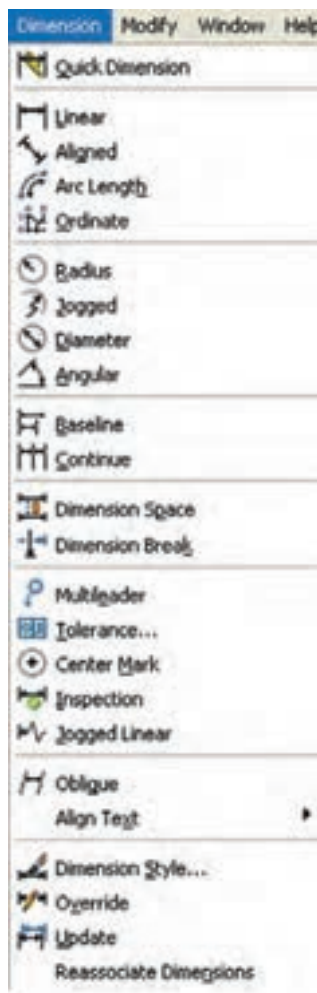 Dimension Modify Window Help
Quick Dimension
Linear
Aligned
Arc Length
Ordinate
Radius
Jogged
Diameter
Angular
Baseline
Continue
Dimension Space
Dimension Break
Multileader
Tolerance...
Center Mark
Inspection
Jogged Linear
Oblique
Align Text
Dimension Style...
Override
Update
Reassociate Dimensions